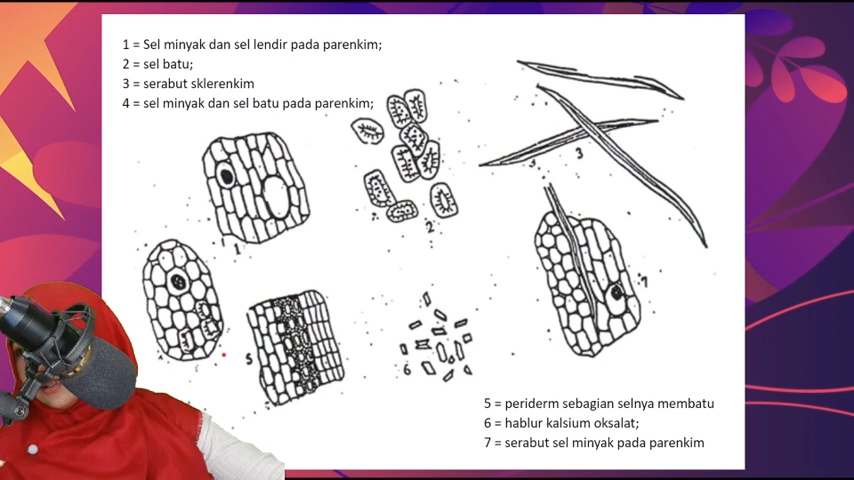 1 = Sel minyak dan sel lendir pada parenkim;
2 = sel batu;
3 = serabut sklerenkim
4 = sel minyak dan sel batu pada parenkim;
1
2
3
7
5
6
5 = periderm sebagian selnya membatu
6 = hablur kalsium oksalat;
7 = serabut sel minyak pada parenkim